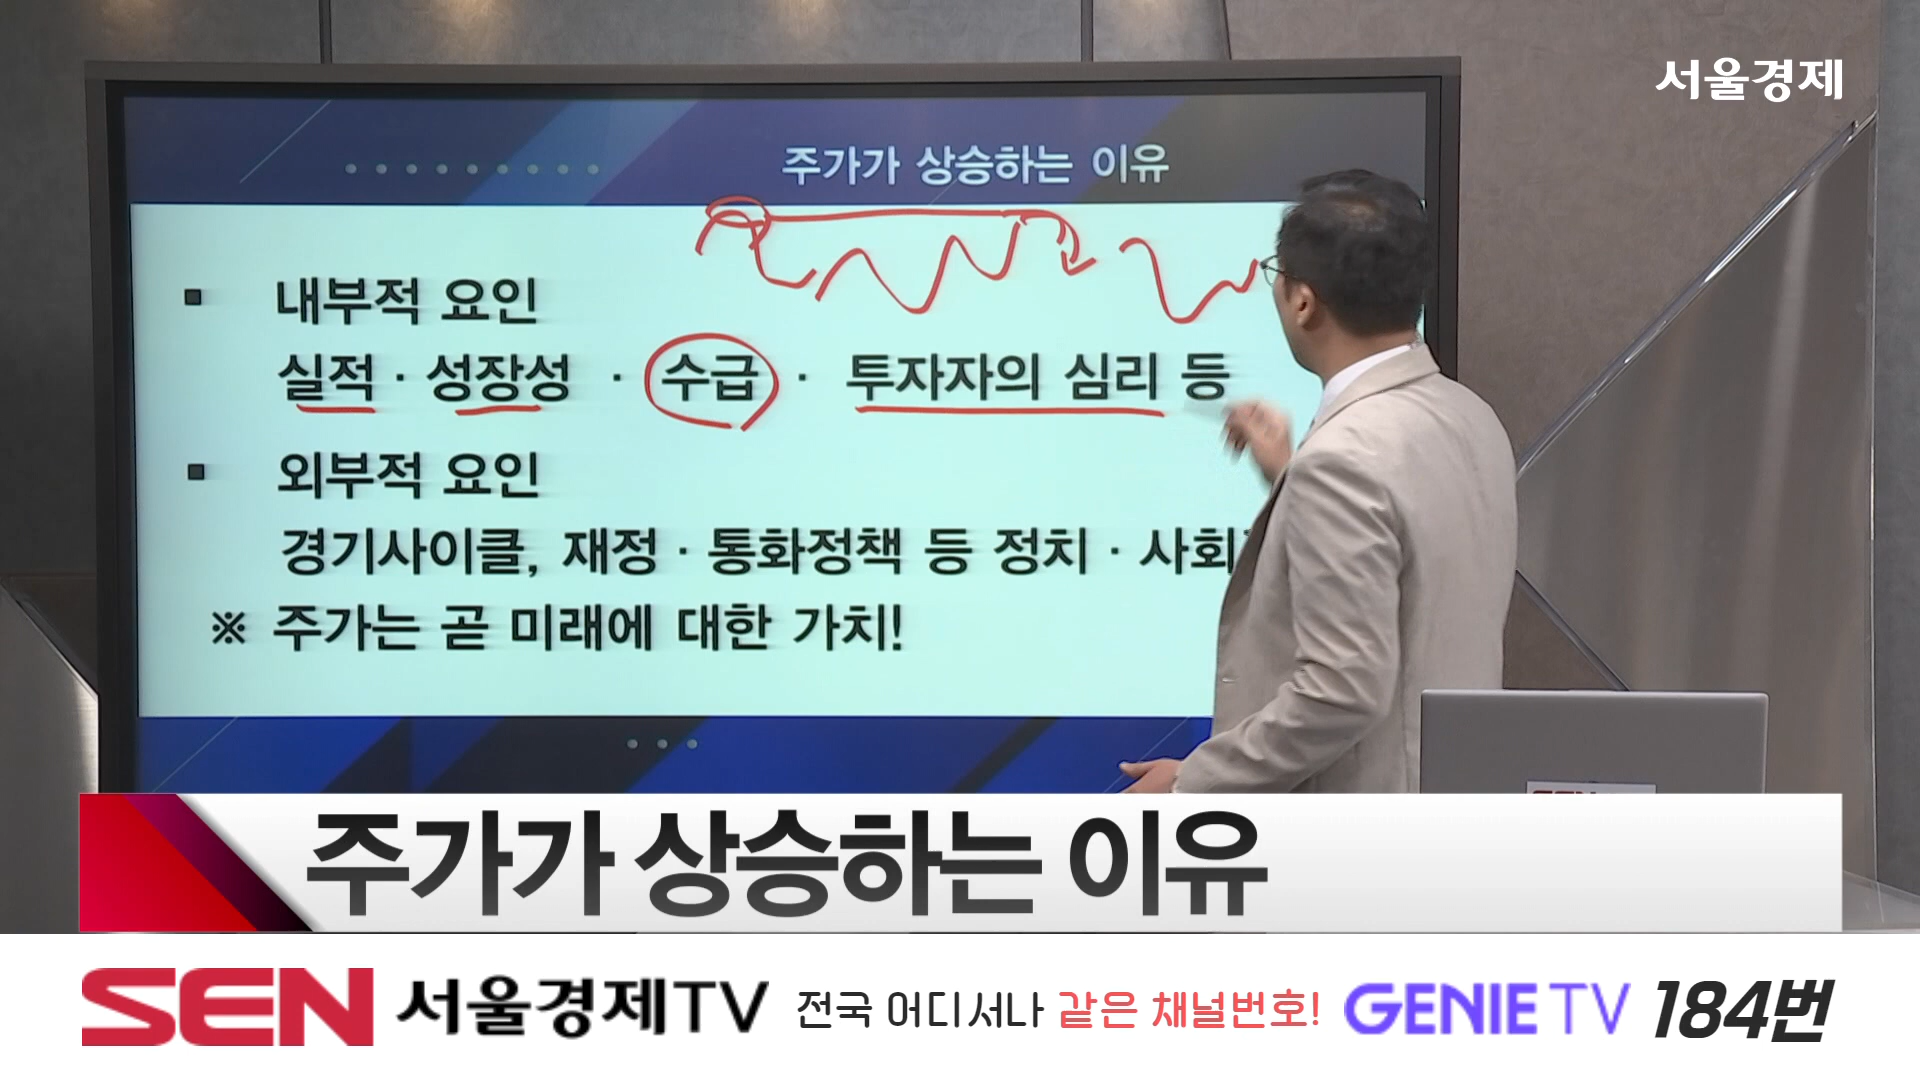 서울경제
주가가 상승하는 이유
▪ 내부적 요인
실적 · 성장성 · 수급 · 투자자의 심리 등
▪ 외부적 요인
경기사이클, 재정 · 통화정책 등 정치 · 사회
※ 주가는 곧 미래에 대한 가치!
주가가 상승하는 이유
SEN 서울경제TV 전국 어디서나 같은 채널번호! GENIE TV 184번